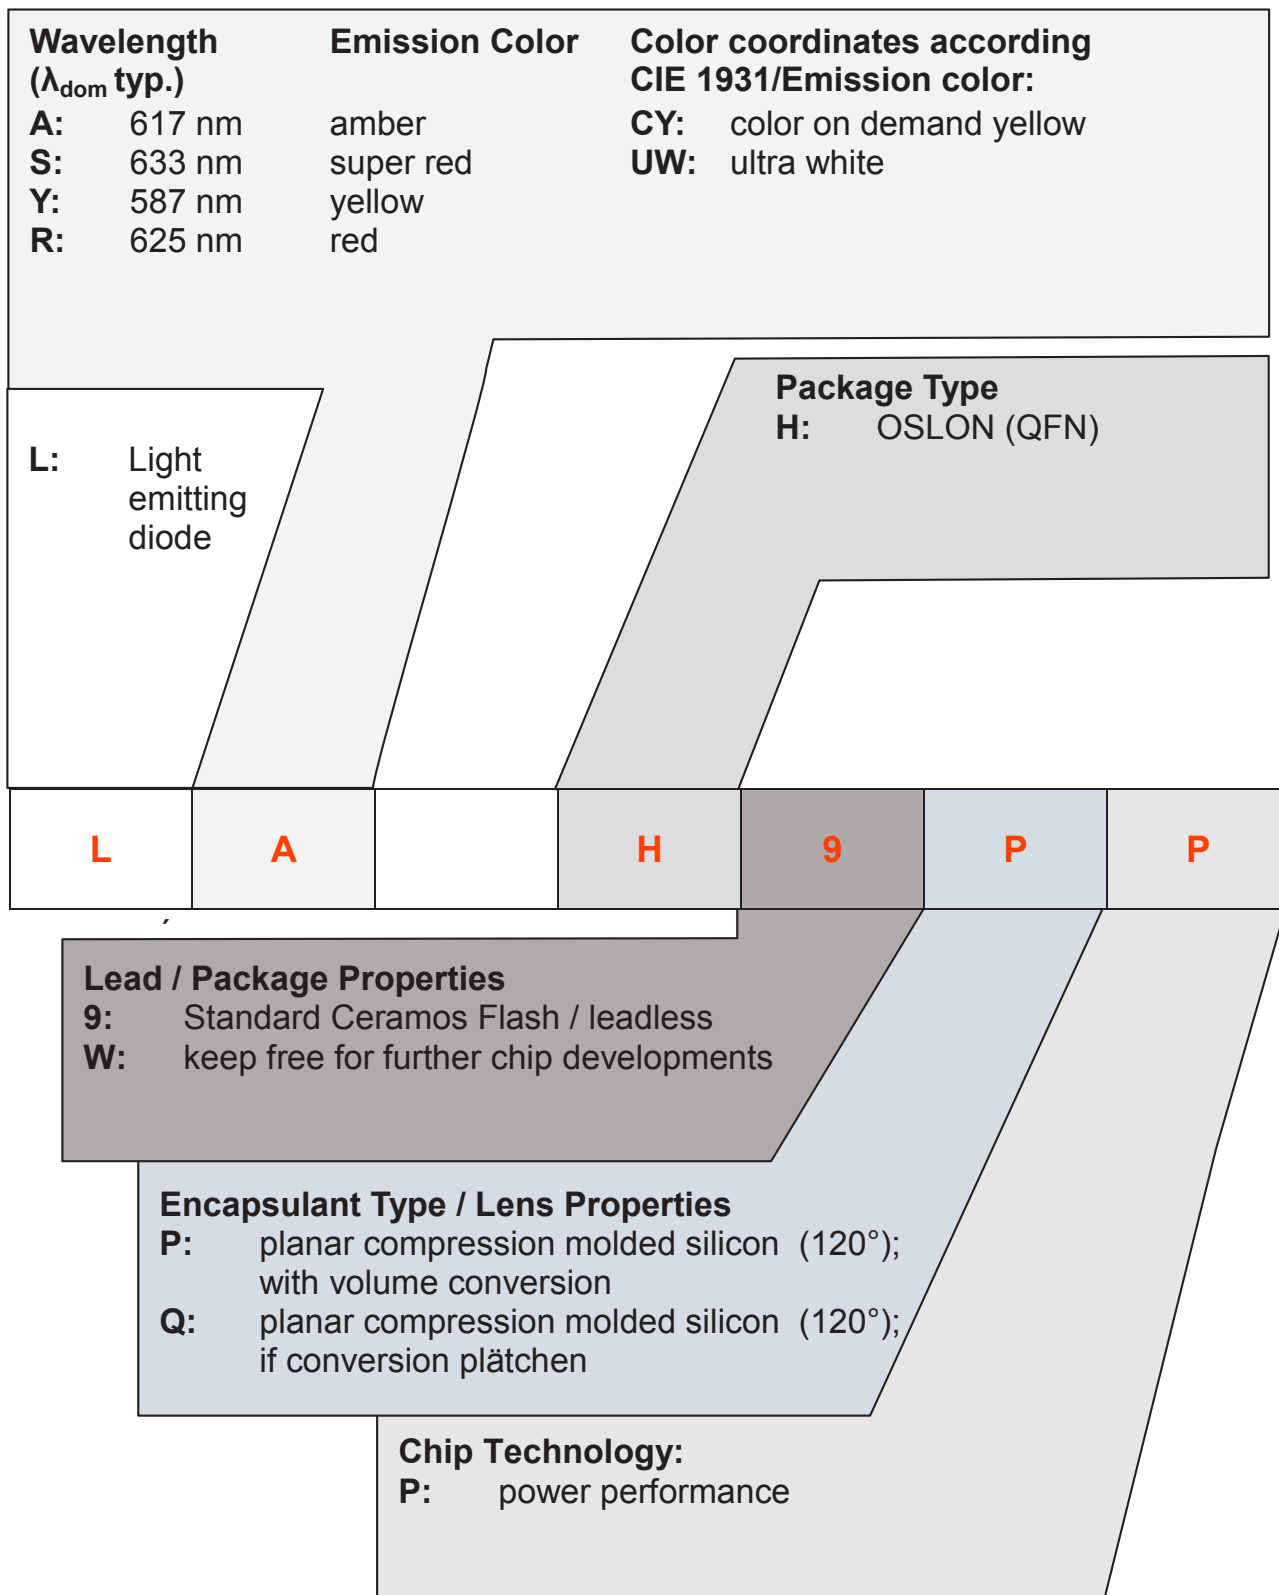 Wavelength Emission Color Color coordinates according
(λdom typ.) CIE 1931/Emission color:
A: 617 nm amber CY: color on demand yellow
S: 633 nm super red UW: ultra white
Y: 587 nm yellow
R: 625 nm red
Package Type
H: OSLON (QFN)
L: Light
emitting
diode
L A H 9 P P
Lead / Package Properties
9: Standard Ceramos Flash / leadless
W: keep free for further chip developments
Encapsulant Type / Lens Properties
P: planar compression molded silicon (120°);
with volume conversion
Q: planar compression molded silicon (120°);
if conversion plätchen
Chip Technology:
P: power performance